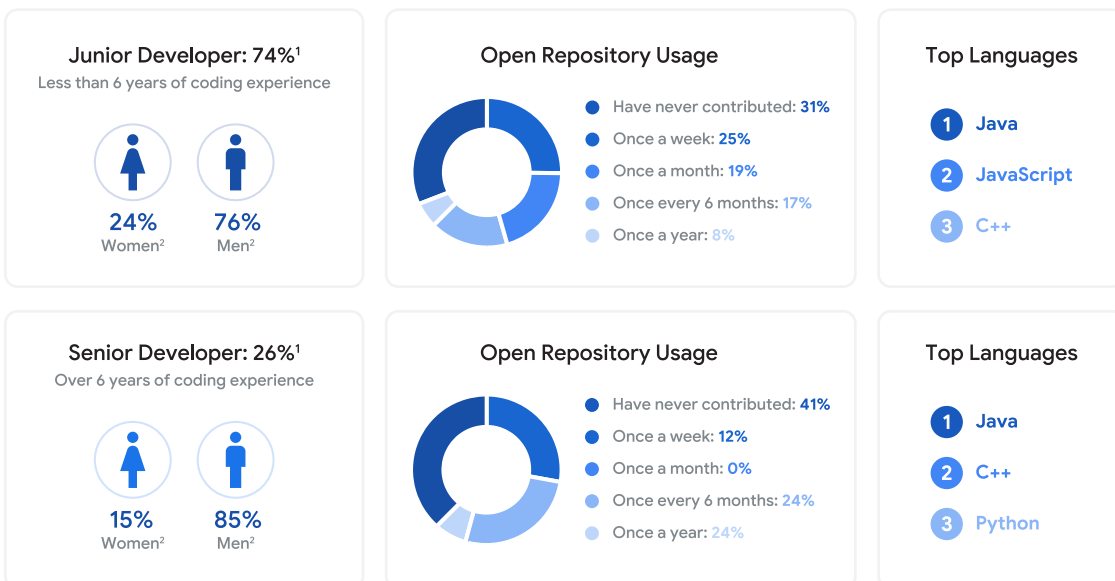 Junior Developer: 74%¹
Less than 6 years of coding experience
24%
Women²
76%
Men²
Open Repository Usage
Have never contributed: 31%
Once a week: 25%
Once a month: 19%
Once every 6 months: 17%
Once a year: 8%
Top Languages
1 Java
2 JavaScript
3 C++
Senior Developer: 26%¹
Over 6 years of coding experience
15%
Women²
85%
Men²
Open Repository Usage
Have never contributed: 41%
Once a week: 12%
Once a month: 0%
Once every 6 months: 24%
Once a year: 24%
Top Languages
1 Java
2 C++
3 Python